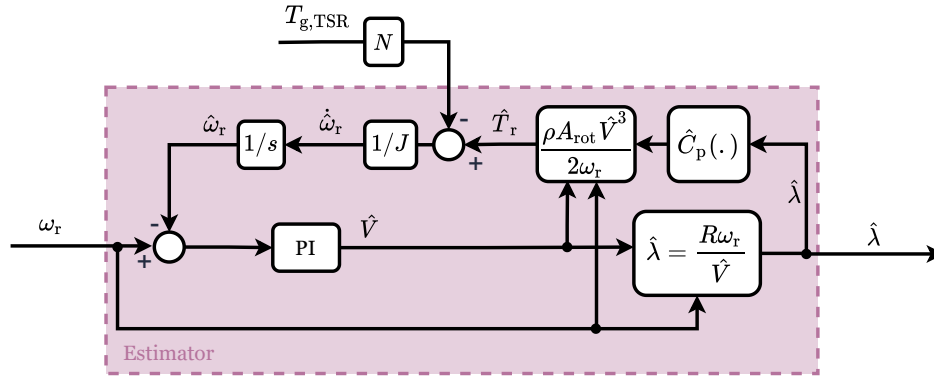 T_g,TSR
N
-
ω̂_r
1/s
ω̂̇_r
1/J
+
T̂_r
ρA_rot V̂³
2ω_r
Ĉ_p(.)
λ̂
ω_r
-
+
PI
V̂
λ̂ = Rω_r
V̂
λ̂
Estimator